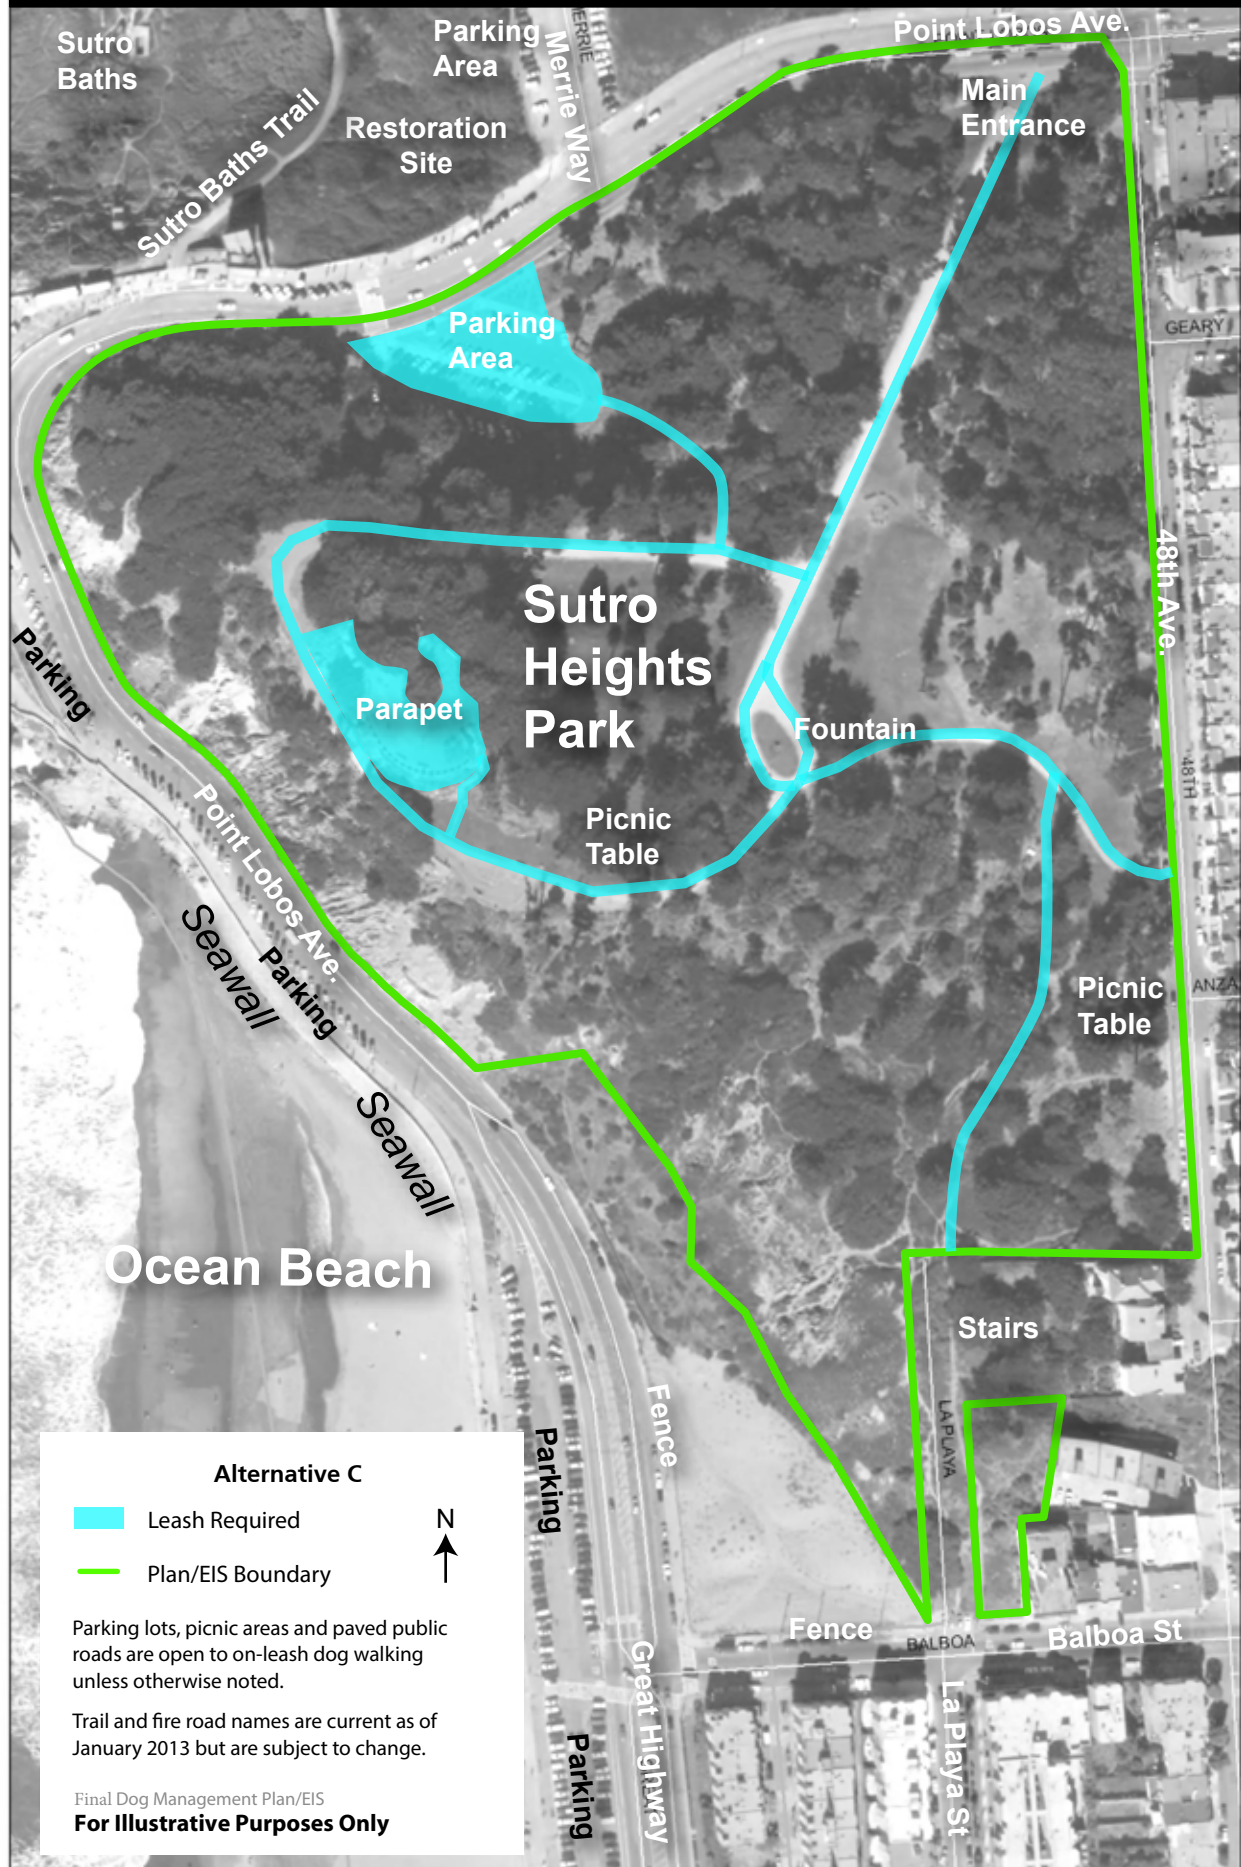 Sutro
Baths
Parking
Area
MERRIE
Merrie Way
Point Lobos Ave.
Main
Entrance
Sutro Baths Trail
Restoration
Site
GEARY
Parking
Area
48th Ave.
Sutro
Heights
Park
Parking
Parapet
Fountain
48TH
Picnic
Table
Point Lobos Ave.
Seawall
Parking
Picnic
Table
ANZA
Seawall
Ocean Beach
Stairs
LA PLAYA
Fence
Parking
Alternative C
Leash Required
N
Plan/EIS Boundary
Parking lots, picnic areas and paved public
roads are open to on-leash dog walking
unless otherwise noted.
Trail and fire road names are current as of
January 2013 but are subject to change.
Final Dog Management Plan/EIS
For Illustrative Purposes Only
Fence
BALBOA
Balboa St
Great Highway
La Playa St
Parking